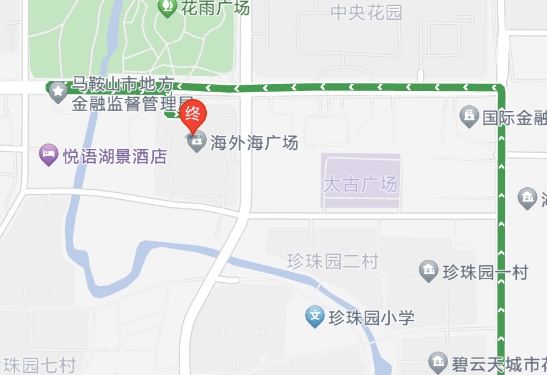 花雨广场
中央花园
马鞍山市地方
金融监督管理局
终
国际金融
海外海广场
悦语湖景酒店
太古广场
珍珠园二村
珍珠园一村
珍珠园小学
碧云天城市花
珍珠园七村